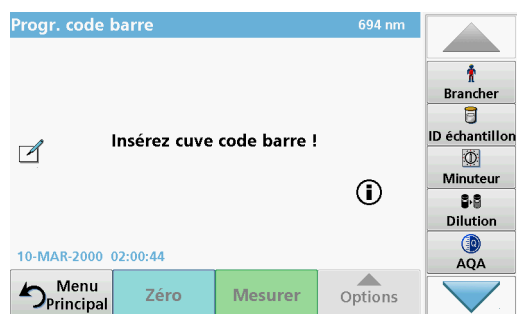 Progr. code barre 694 nm
Insérez cuve code barre !
10-MAR-2000 02:00:44
Menu
Principal
Zéro
Mesurer
Options
Brancher
ID échantillon
Minuteur
Dilution
AQA